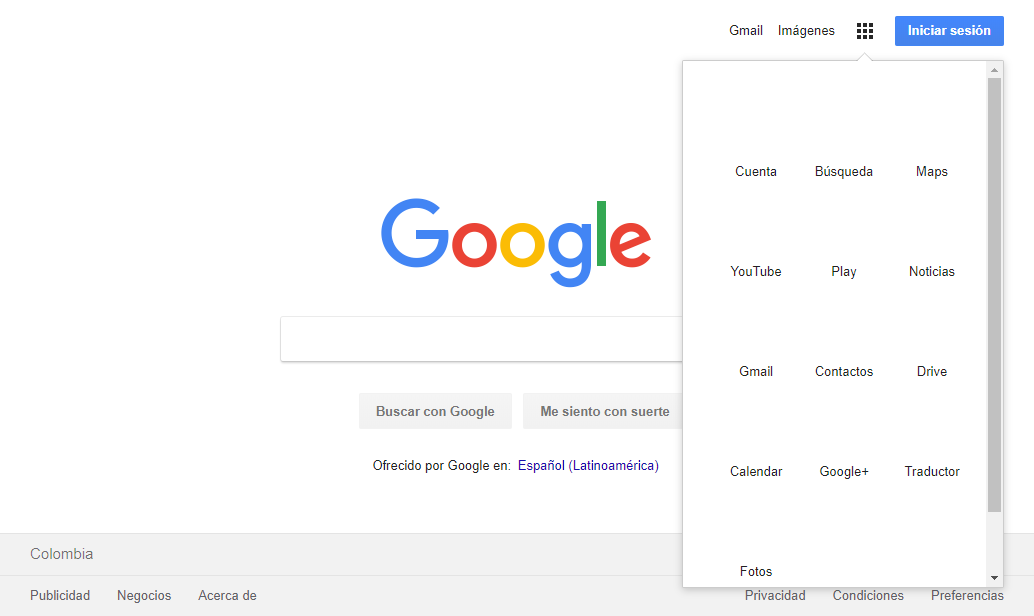 Gmail Imágenes Iniciar sesión
Cuenta Búsqueda Maps
Google
YouTube Play Noticias
Gmail Contactos Drive
Buscar con Google Me siento con suerte
Ofrecido por Google en: Español (Latinoamérica)
Calendar Google+ Traductor
Colombia
Fotos
Publicidad Negocios Acerca de Privacidad Condiciones Preferencias